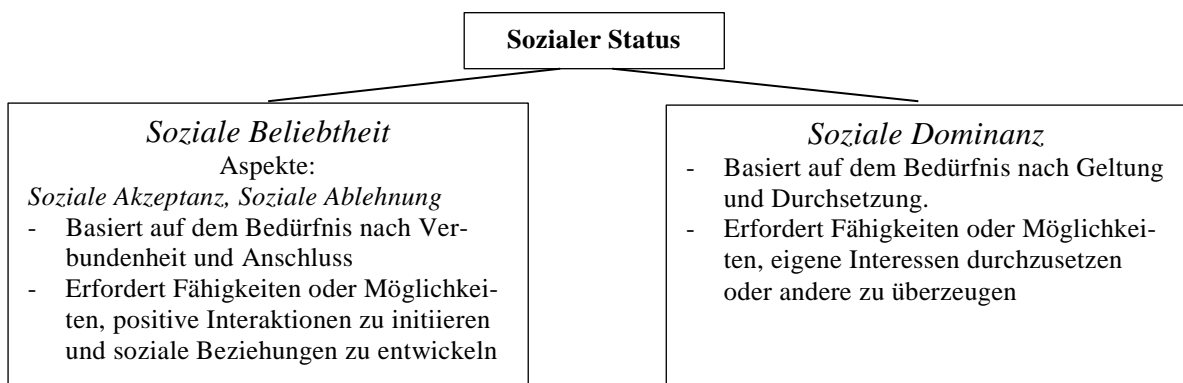 Sozialer Status
Soziale Beliebtheit
Aspekte:
Soziale Akzeptanz, Soziale Ablehnung
- Basiert auf dem Bedürfnis nach Ver-
bundenheit und Anschluss
- Erfordert Fähigkeiten oder Möglichkei-
ten, positive Interaktionen zu initiieren
und soziale Beziehungen zu entwickeln
Soziale Dominanz
- Basiert auf dem Bedürfnis nach Geltung
und Durchsetzung.
- Erfordert Fähigkeiten oder Möglichkei-
ten, eigene Interessen durchzusetzen
oder andere zu überzeugen